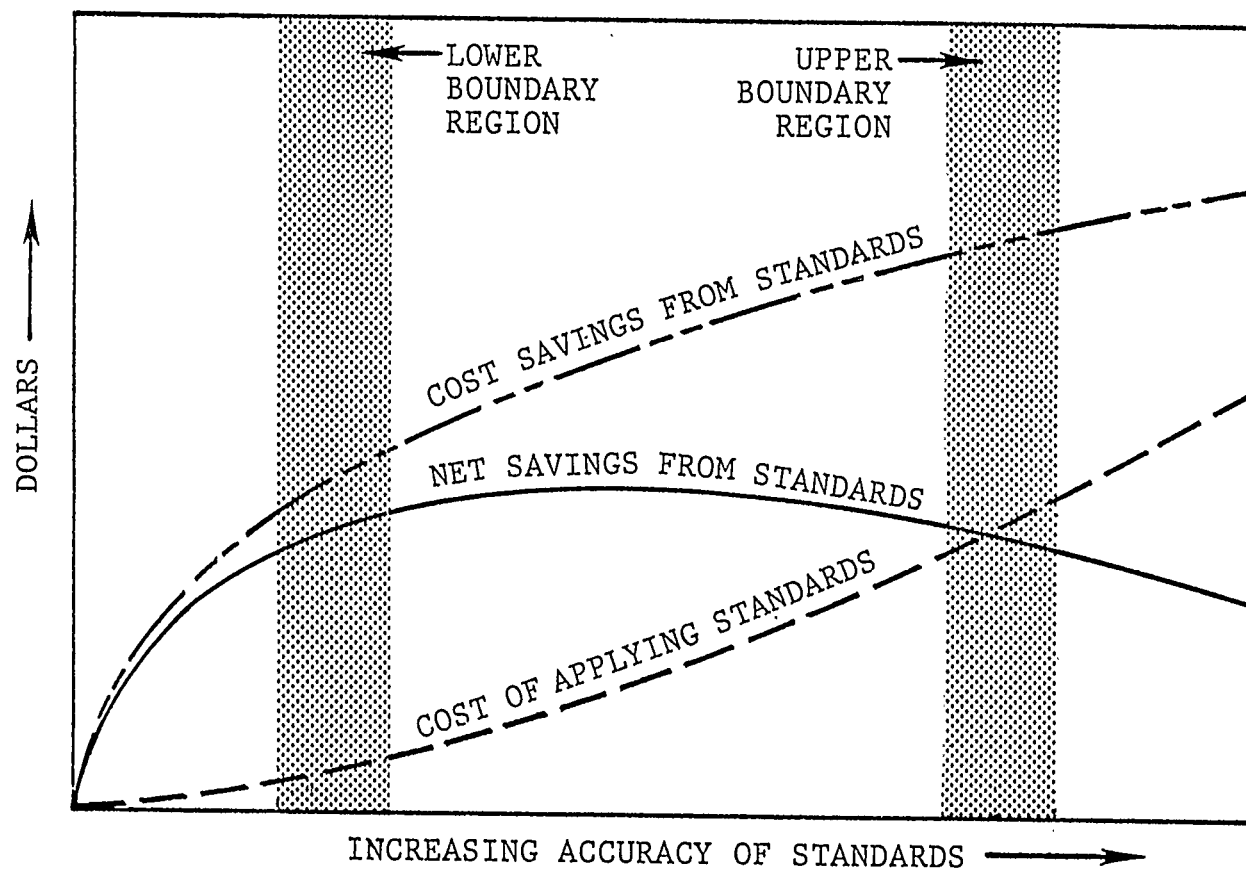 LOWER
BOUNDARY
REGION
UPPER
BOUNDARY
REGION
COST SAVINGS FROM STANDARDS
NET SAVINGS FROM STANDARDS
COST OF APPLYING STANDARDS
DOLLARS
INCREASING ACCURACY OF STANDARDS